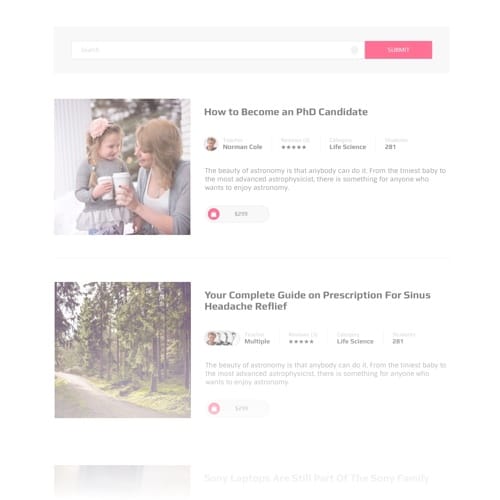 Search
SUBMIT
How to Become an PhD Candidate
Teacher
Reviews (3)
Category
Students
Norman Cole
★★★★★
Life Science
281
The beauty of astronomy is that anybody can do it. From the tiniest baby to
the most advanced astrophysicist, there is something for anyone who
wants to enjoy astronomy.
$299
Your Complete Guide on Prescription For Sinus
Headache Reflief
Teacher
Reviews (3)
Category
Students
Multiple
★★★★★
Life Science
281
The beauty of astronomy is that anybody can do it. From the tiniest baby to
the most advanced astrophysicist, there is something for anyone who
wants to enjoy astronomy.
$299
Sony Laptops Are Still Part Of The Sony Family